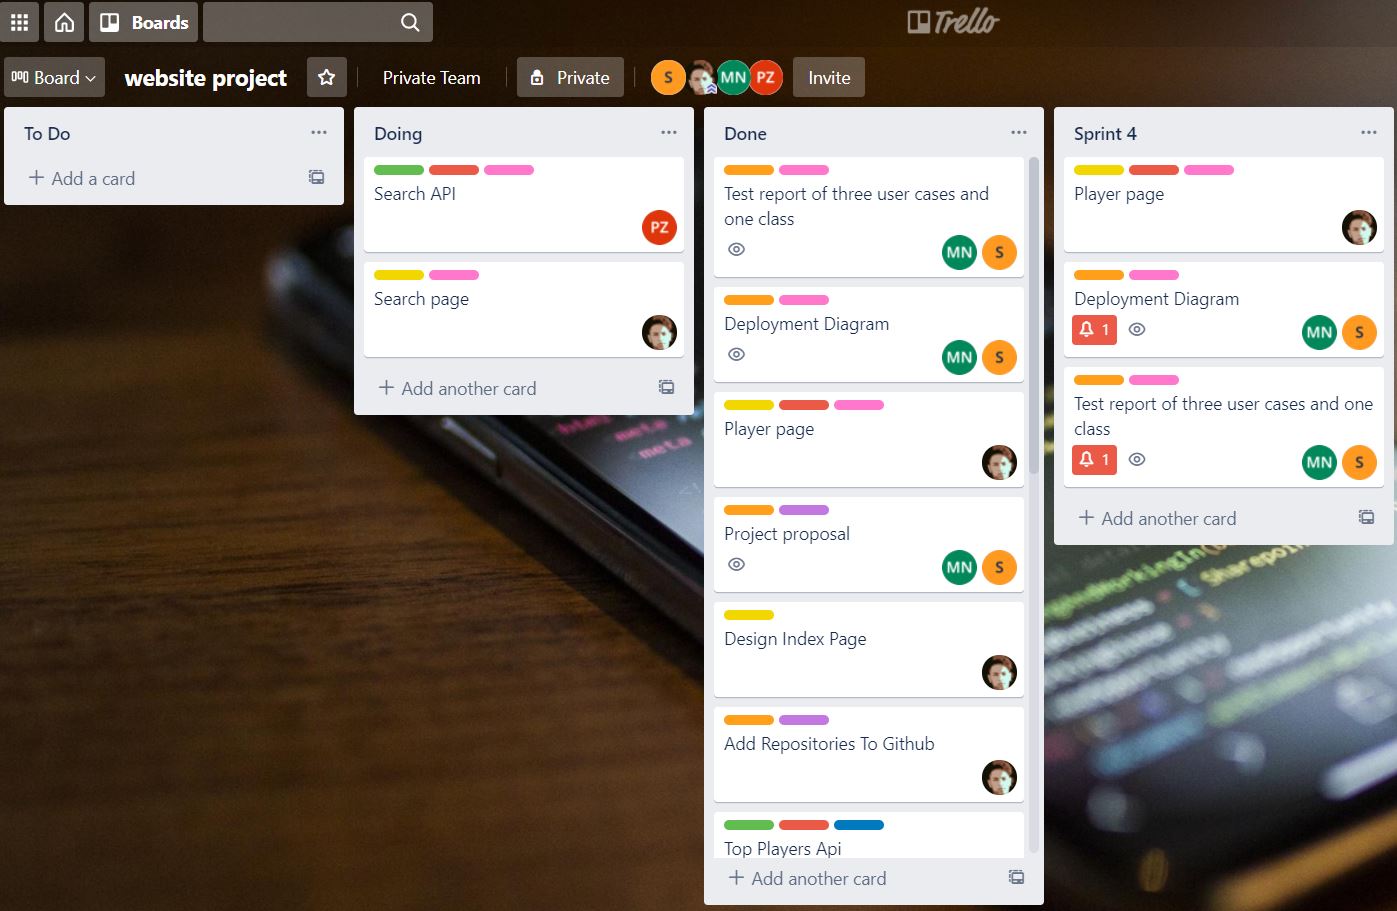 Boards
Trello
Board
website project
Private Team
Private
S
MN
PZ
Invite
To Do
Add a card
Doing
Search API
PZ
Search page
Add another card
Done
Test report of three user cases and
one class
MN
S
Deployment Diagram
MN
S
Player page
Project proposal
MN
S
Design Index Page
Add Repositories To Github
Top Players Api
Add another card
Sprint 4
Player page
Deployment Diagram
1
MN
S
Test report of three user cases and one
class
1
MN
S
Add another card
meta
meta